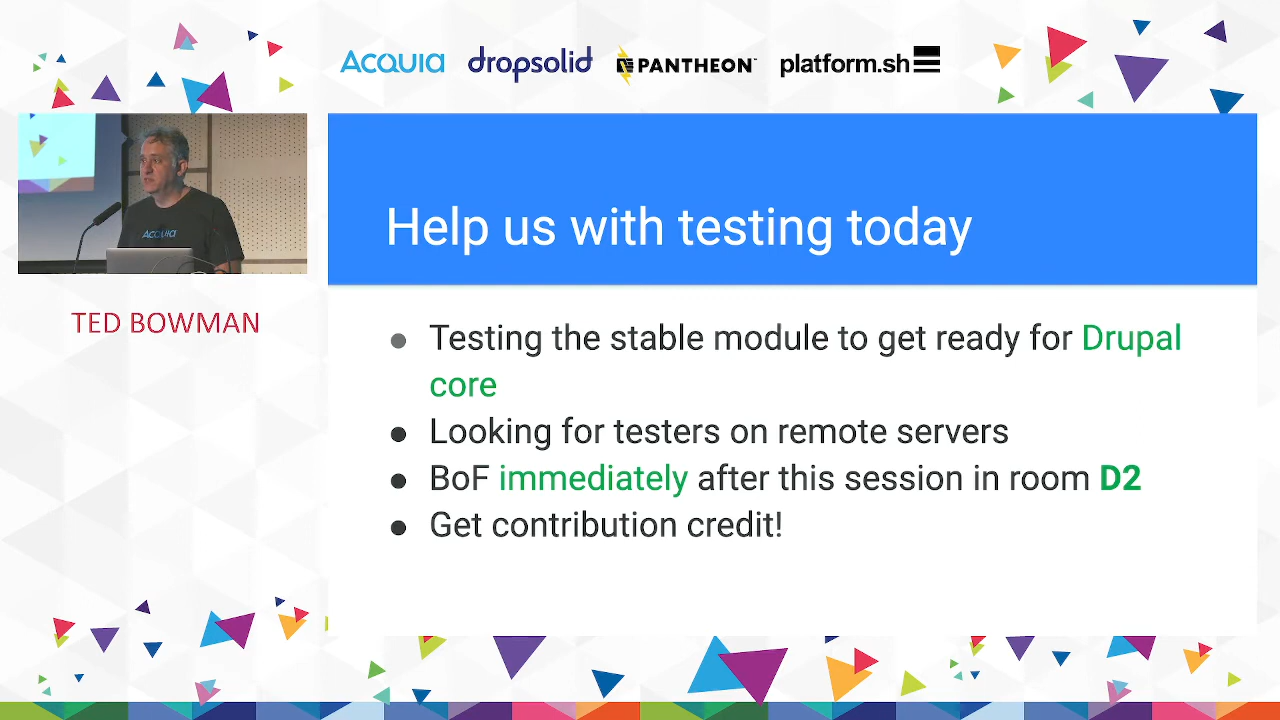 Acquia
dropsolid
PANTHEON
platform.sh
Help us with testing today
Testing the stable module to get ready for Drupal
core
Looking for testers on remote servers
BoF immediately after this session in room D2
Get contribution credit!
ACQUIA
TED BOWMAN